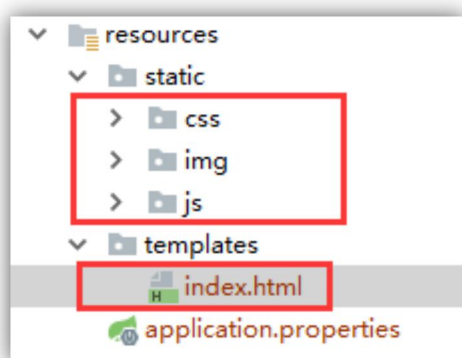 resources
static
css
img
js
templates
index.html
application.properties